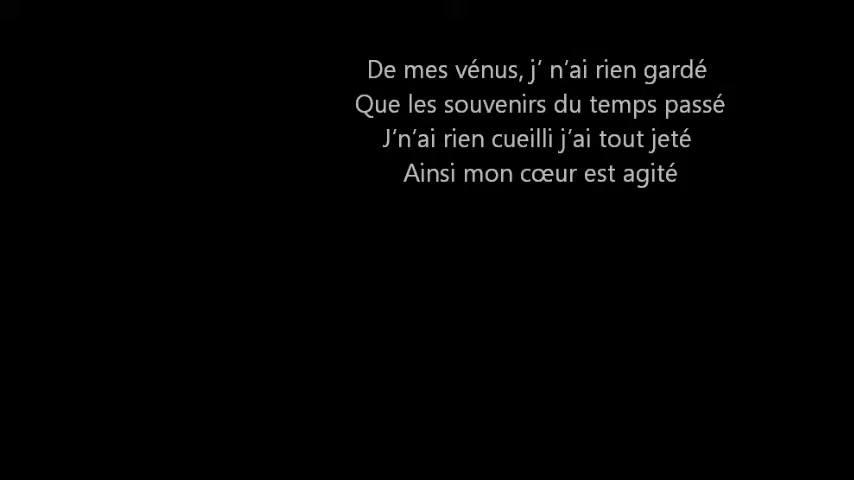 De mes vénus, j’ n’ai rien gardé
Que les souvenirs du temps passé
J’n’ai rien cueilli j’ai tout jeté
Ainsi mon cœur est agité